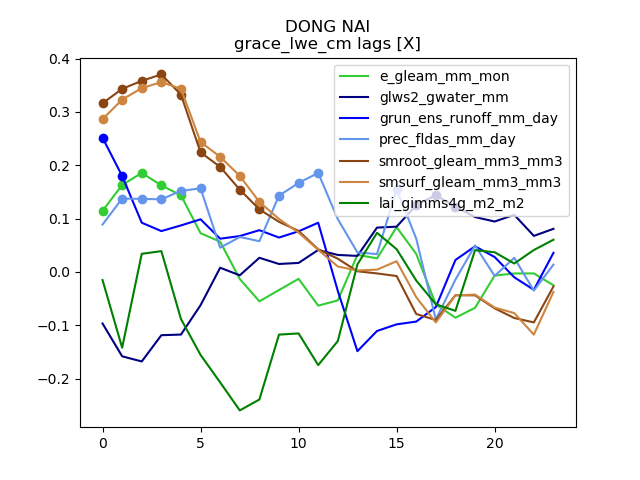 DONG NAI
grace_lwe_cm lags [X]
0.4
0.3
0.2
0.1
0.0
−0.1
−0.2
0
5
10
15
20
e_gleam_mm_mon
glws2_gwater_mm
grun_ens_runoff_mm_day
prec_fldas_mm_day
smroot_gleam_mm3_mm3
smsurf_gleam_mm3_mm3
lai_gimms4g_m2_m2